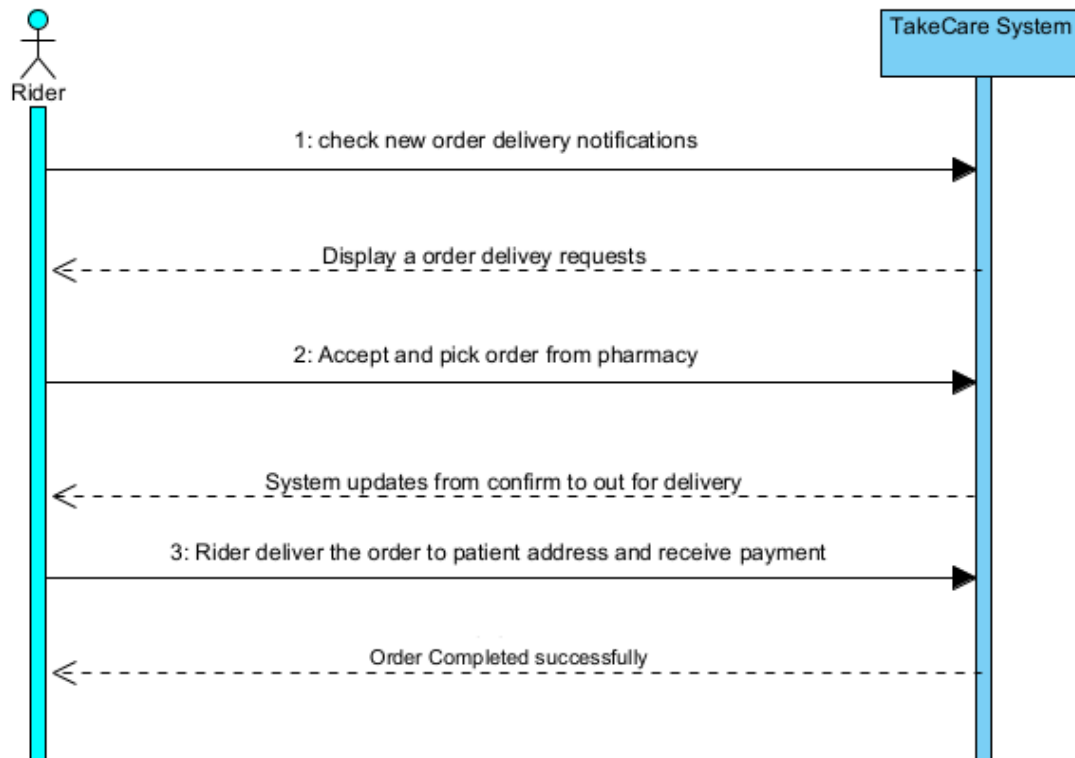 TakeCare System
Rider
1: check new order delivery notifications
Display a order delivey requests
2: Accept and pick order from pharmacy
System updates from confirm to out for delivery
3: Rider deliver the order to patient address and receive payment
Order Completed successfully